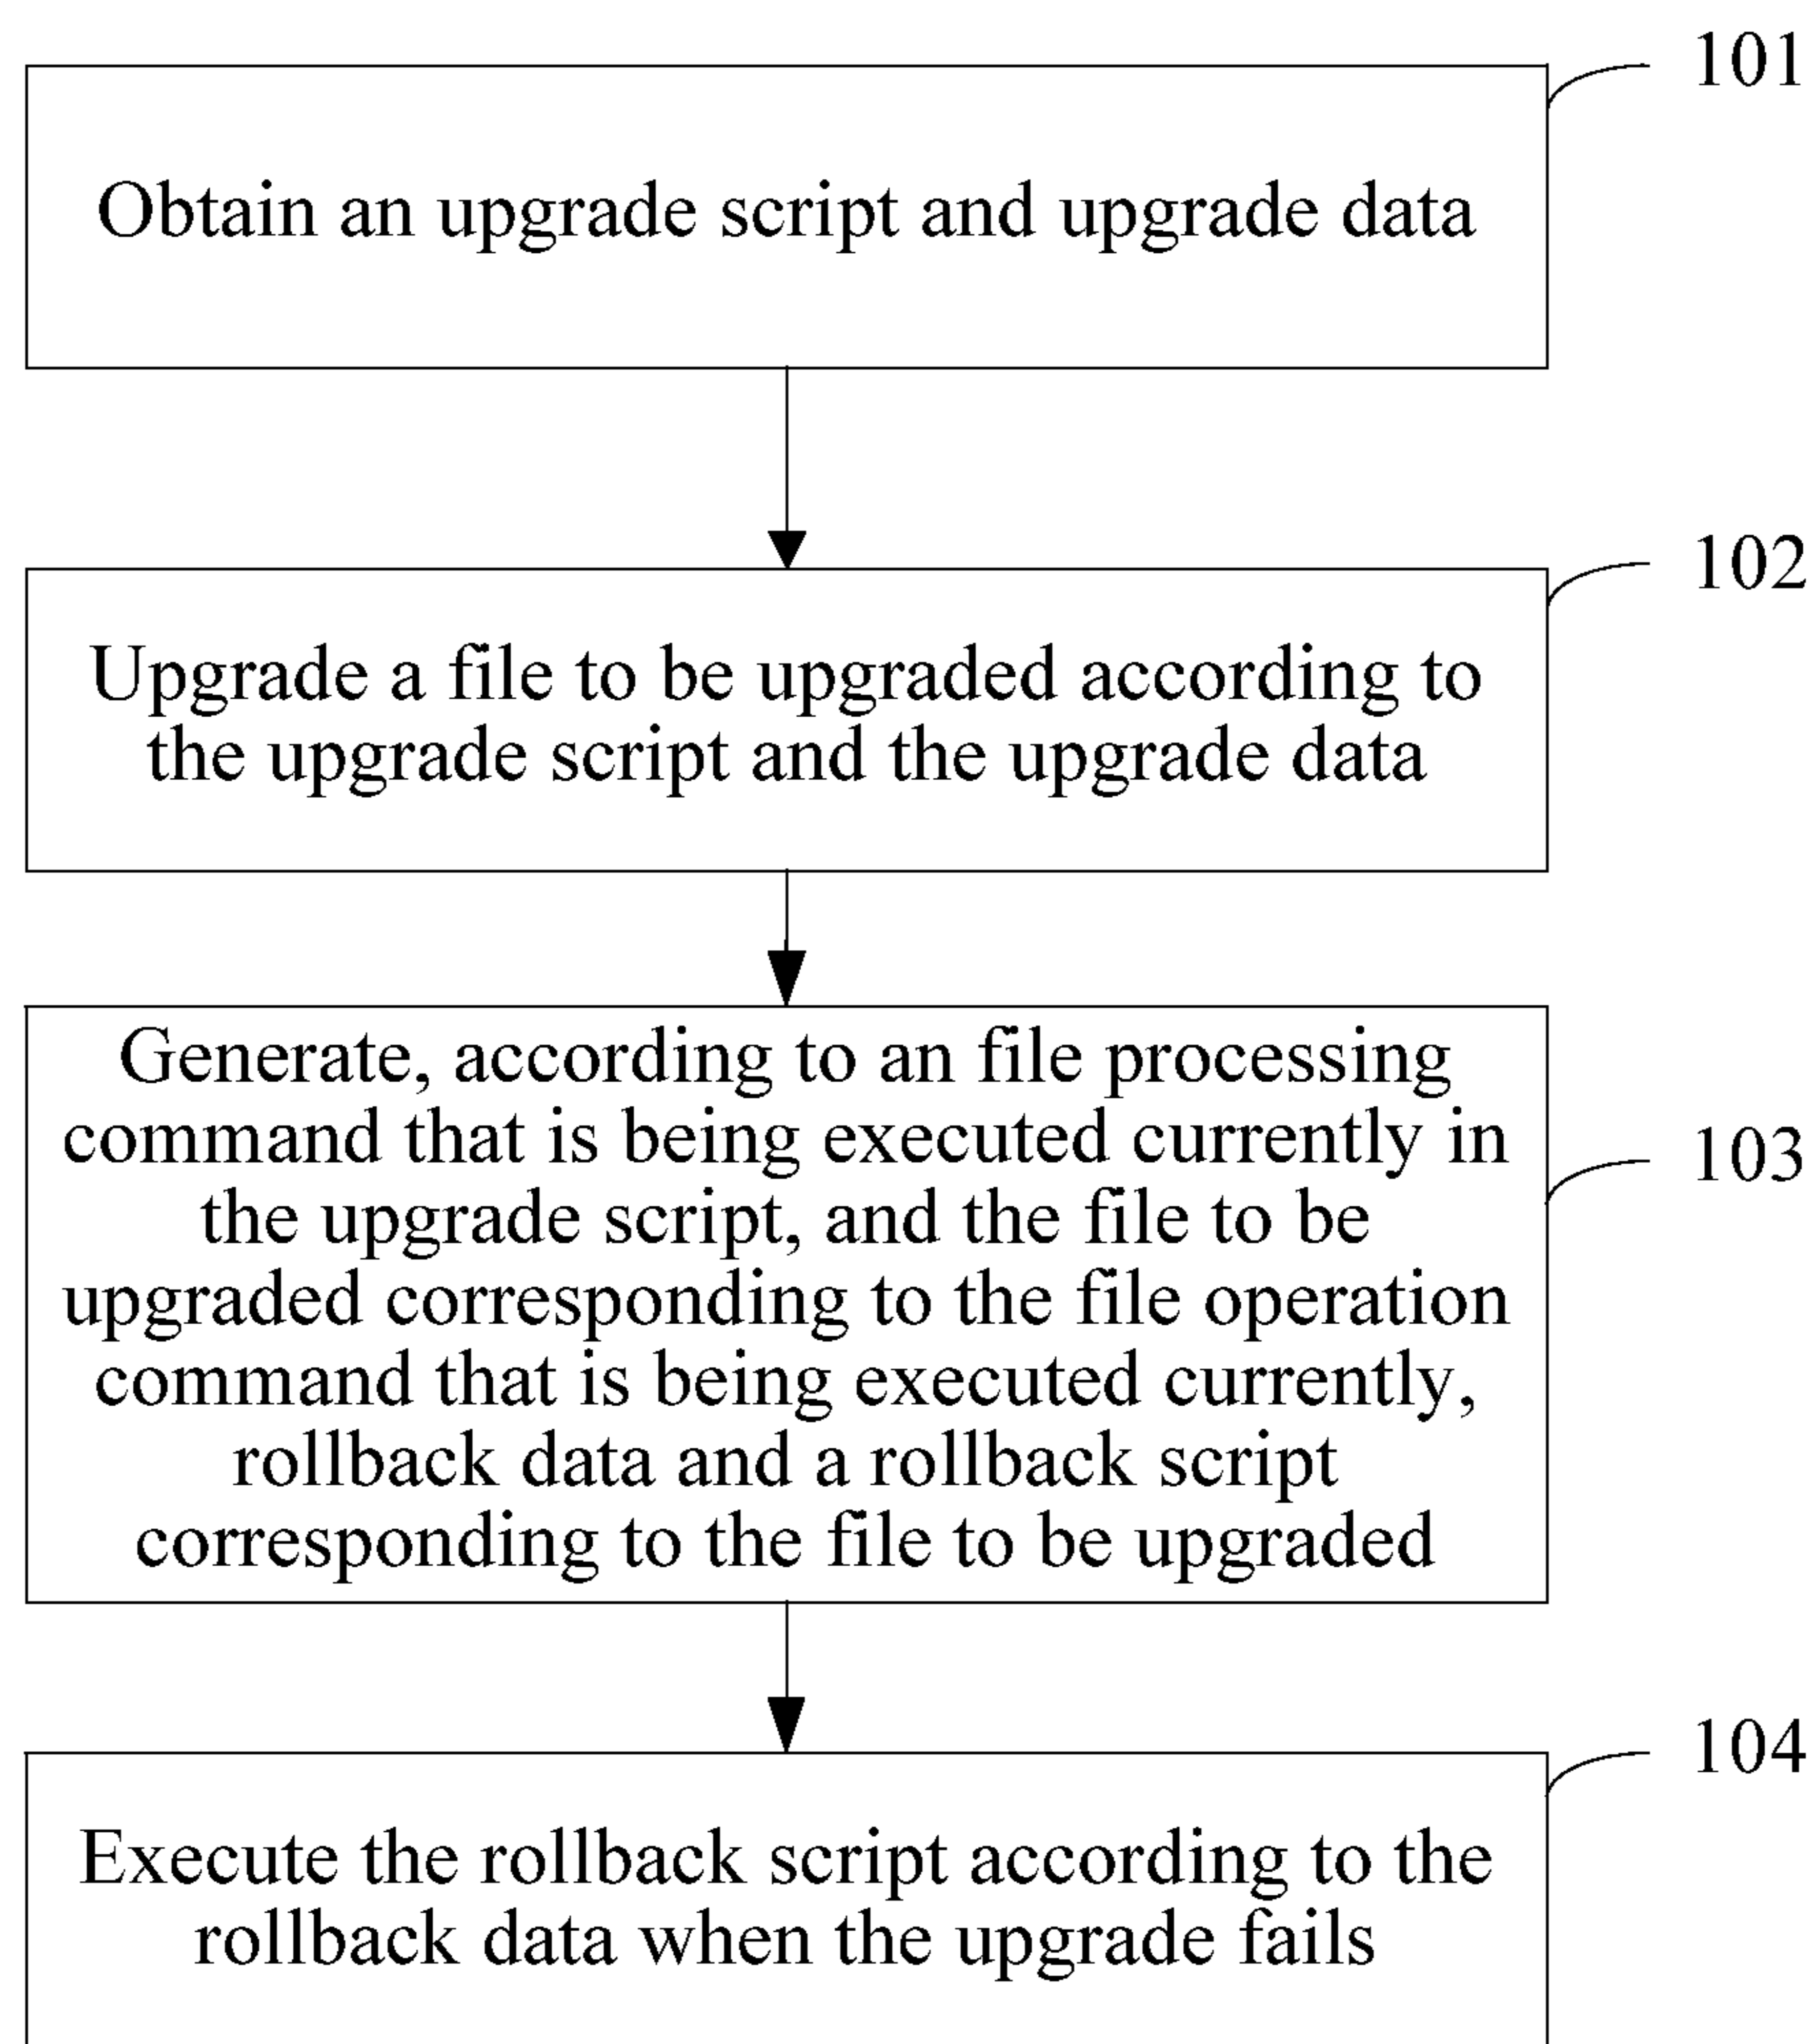 101
Obtain an upgrade script and upgrade data
102
Upgrade a file to be upgraded according to
the upgrade script and the upgrade data
Generate, according to an file processing
command that is being executed currently in
the upgrade script, and the file to be
upgraded corresponding to the file operation
command that is being executed currently,
rollback data and a rollback script
corresponding to the file to be upgraded
103
104
Execute the rollback script according to the
rollback data when the upgrade fails